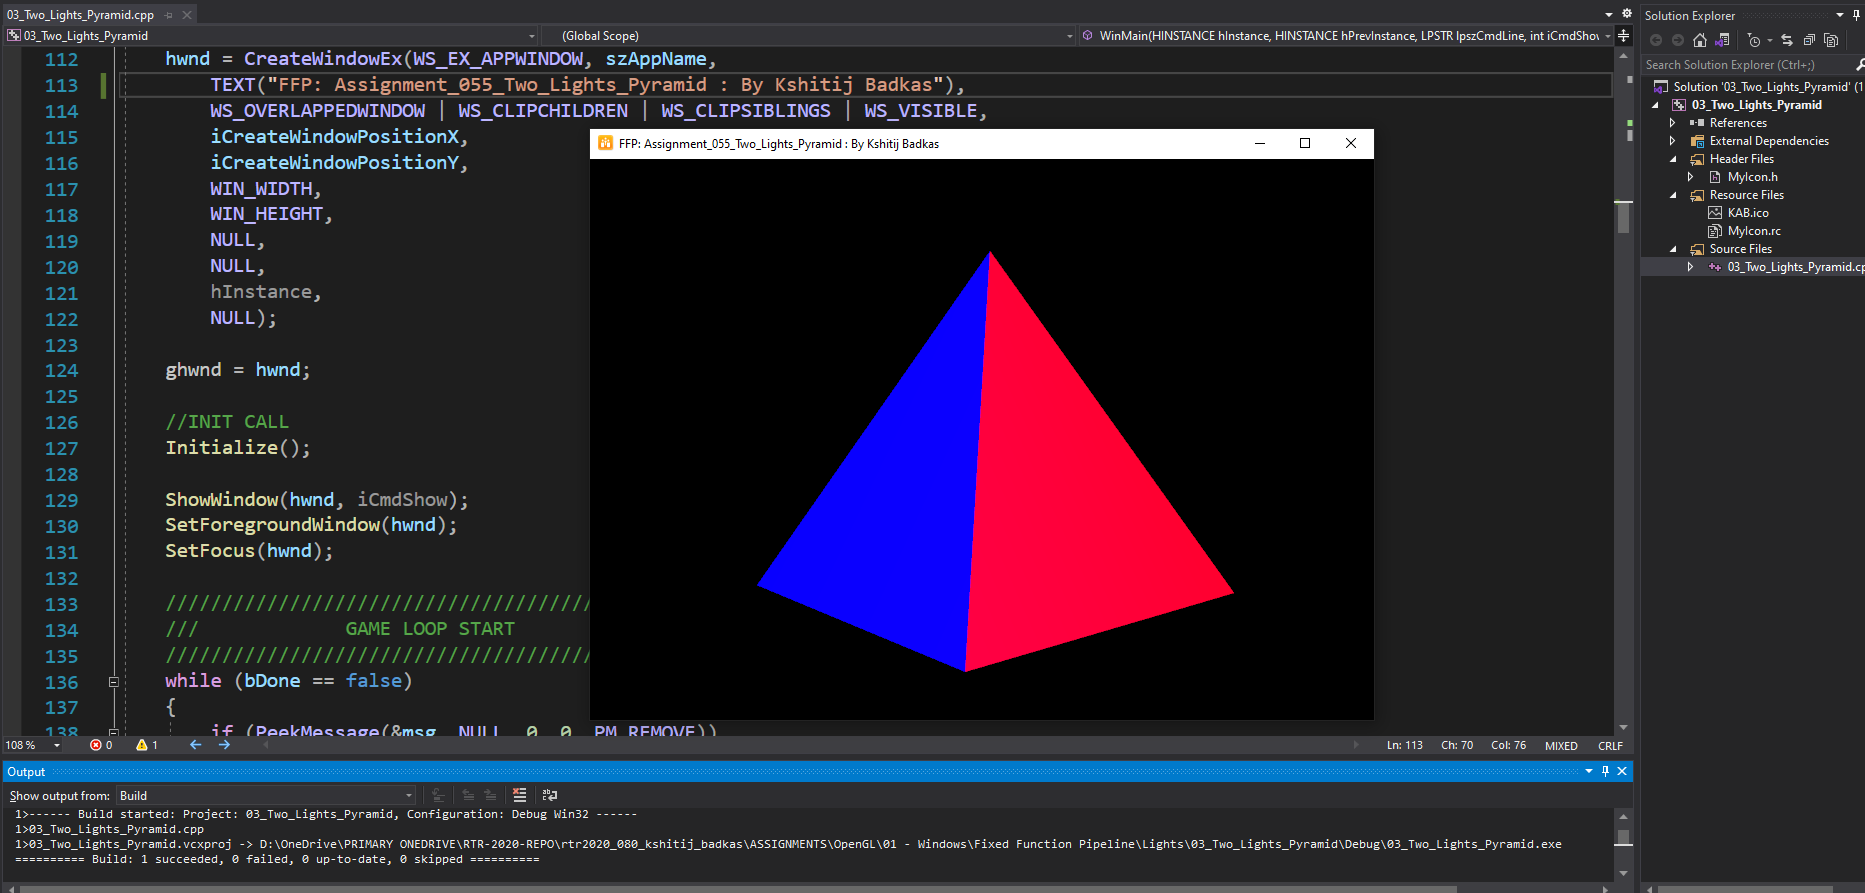 03_Two_Lights_Pyramid.cpp
03_Two_Lights_Pyramid
(Global Scope)
WinMain(HINSTANCE hInstance, HINSTANCE hPrevInstance, LPSTR lpszCmdLine, int iCmdShow
112 hwnd = CreateWindowEx(WS_EX_APPWINDOW, szAppName,
113 TEXT("FFP: Assignment_055_Two_Lights_Pyramid : By Kshitij Badkas"),
114 WS_OVERLAPPEDWINDOW | WS_CLIPCHILDREN | WS_CLIPSIBLINGS | WS_VISIBLE,
115 iCreateWindowPositionX,
116 iCreateWindowPositionY,
117 WIN_WIDTH,
118 WIN_HEIGHT,
119 NULL,
120 NULL,
121 hInstance,
122 NULL);
123
124 ghwnd = hwnd;
125
126 //INIT CALL
127 Initialize();
128
129 ShowWindow(hwnd, iCmdShow);
130 SetForegroundWindow(hwnd);
131 SetFocus(hwnd);
132
133 //////////////////////////////////////
134 /// GAME LOOP START
135 //////////////////////////////////////
136 while (bDone == false)
137 {
138 if (PeekMessage(&msg, NULL, 0, 0, PM_REMOVE))
FFP: Assignment_055_Two_Lights_Pyramid : By Kshitij Badkas
108 %
0
1
Ln: 113 Ch: 70 Col: 76 MIXED CRLF
Output
Show output from: Build
1>------ Build started: Project: 03_Two_Lights_Pyramid, Configuration: Debug Win32 ------
1>03_Two_Lights_Pyramid.cpp
1>03_Two_Lights_Pyramid.vcxproj -> D:\OneDrive\PRIMARY ONEDRIVE\RTR-2020-REPO\rtr2020_080_kshitij_badkas\ASSIGNMENTS\OpenGL\01 - Windows\Fixed Function Pipeline\Lights\03_Two_Lights_Pyramid\Debug\03_Two_Lights_Pyramid.exe
========== Build: 1 succeeded, 0 failed, 0 up-to-date, 0 skipped ==========
Solution Explorer
Search Solution Explorer (Ctrl+;)
Solution '03_Two_Lights_Pyramid' (1
03_Two_Lights_Pyramid
References
External Dependencies
Header Files
MyIcon.h
Resource Files
KAB.ico
MyIcon.rc
Source Files
03_Two_Lights_Pyramid.cp